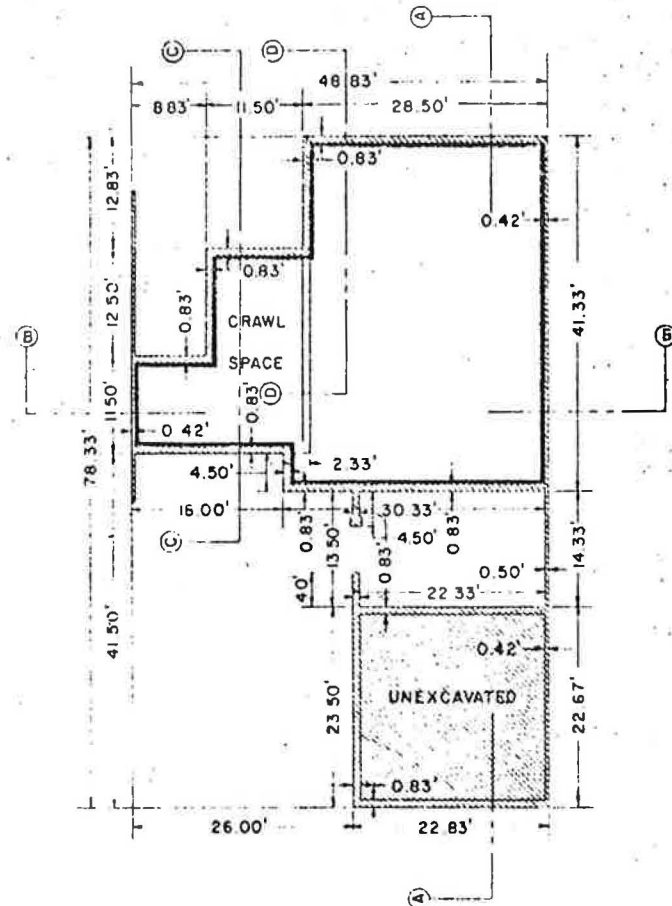 A
C
D
48.83'
8.83' 11.50' 28.50'
0.83'
12.83'
0.42'
0.83'
12.50'
0.83'
CRAWL
SPACE
41.33'
B
B
D
11.50'
0.83'
0.42'
78.33'
4.50'
2.33'
16.00'
30.33'
C
0.83'
13.50'
0.83'
4.50'
0.83'
14.33'
0.50'
41.50'
40'
22.33'
0.42'
UNEXCAVATED
23.50'
22.67'
0.83'
26.00' 22.83'
A